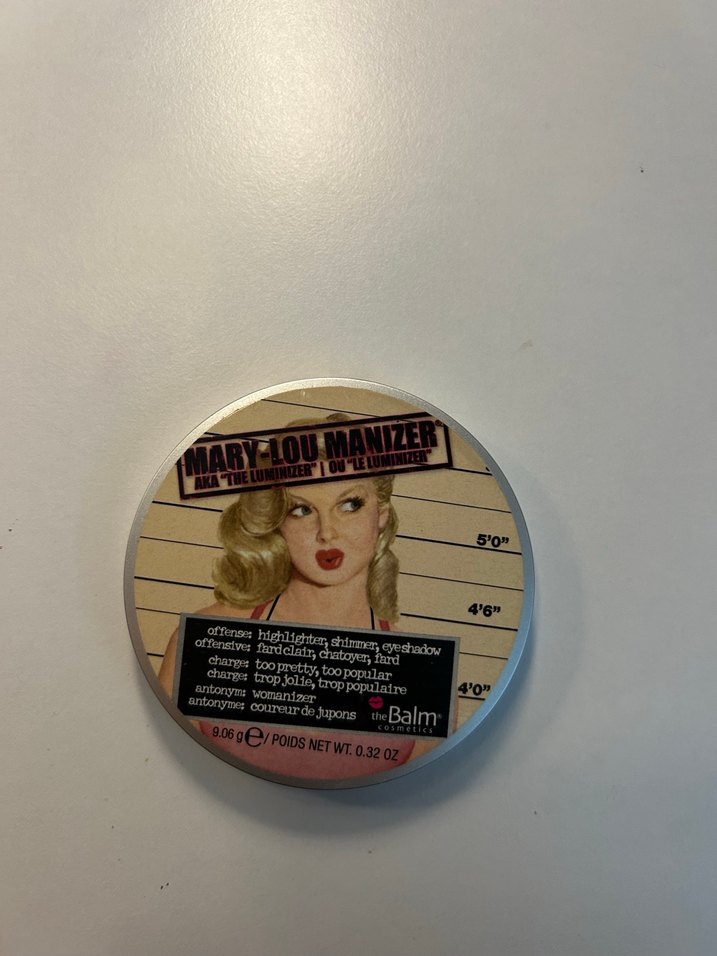 MARY-LOU MANIZER®
AKA "THE LUMINIZER" | OU "LE LUMINIZER"
5'0"
4'6"
4'0"
offense: highlighter, shimmer, eyeshadow
offensive: fard clair, chatoyer, fard
charge: too pretty, too popular
charge: trop jolie, trop populaire
antonym: womanizer
antonyme: coureur de jupons
theBalm®
cosmetics
9.06 g ℮ / POIDS NET WT. 0.32 OZ